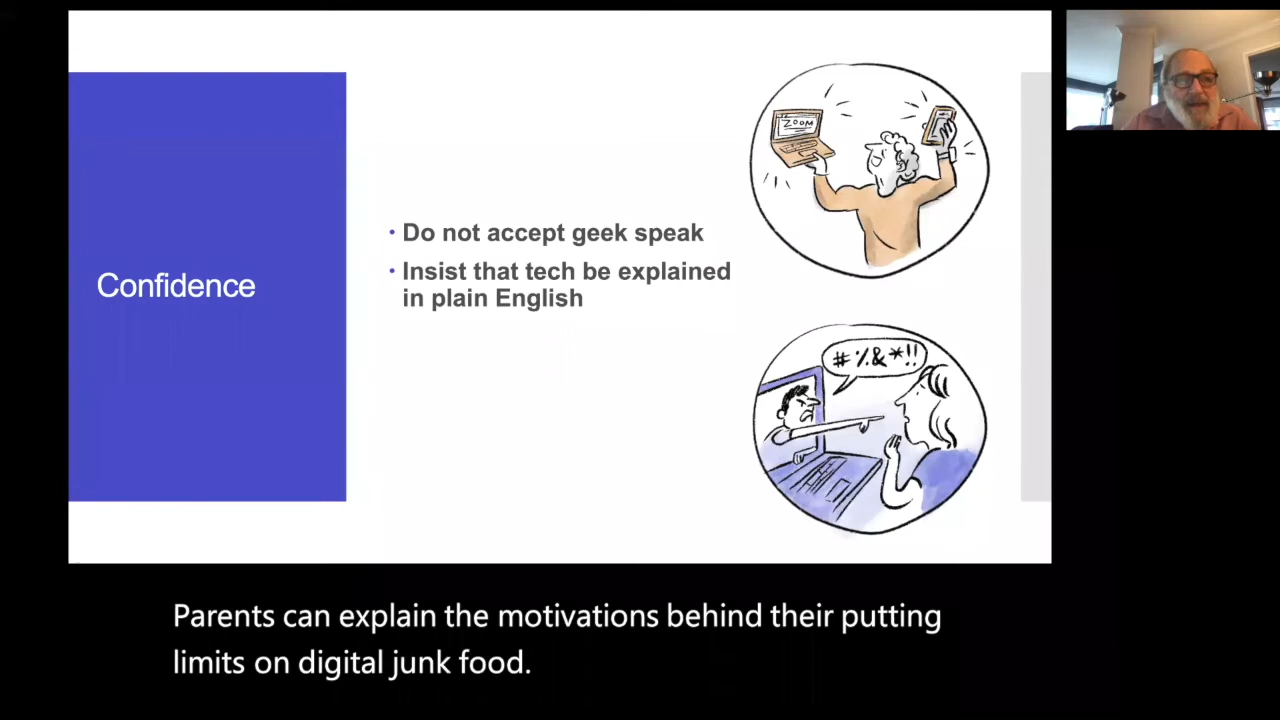 Confidence
• Do not accept geek speak
• Insist that tech be explained
in plain English
ZOOM
#%&*!!
Parents can explain the motivations behind their putting
limits on digital junk food.